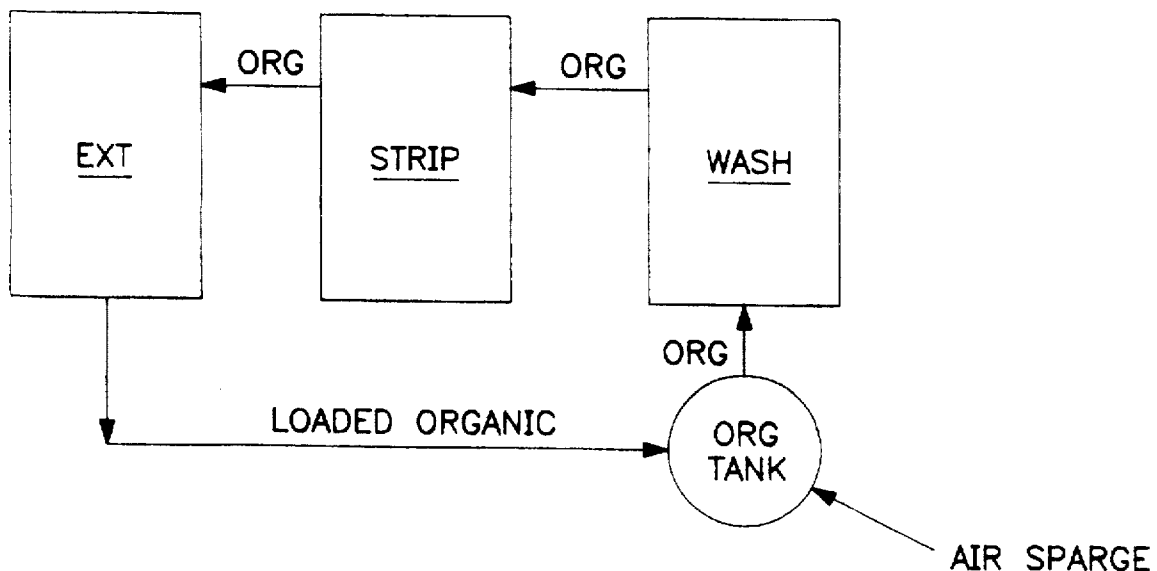 ORG
ORG
EXT
STRIP
WASH
ORG
LOADED ORGANIC
ORG
TANK
AIR SPARGE